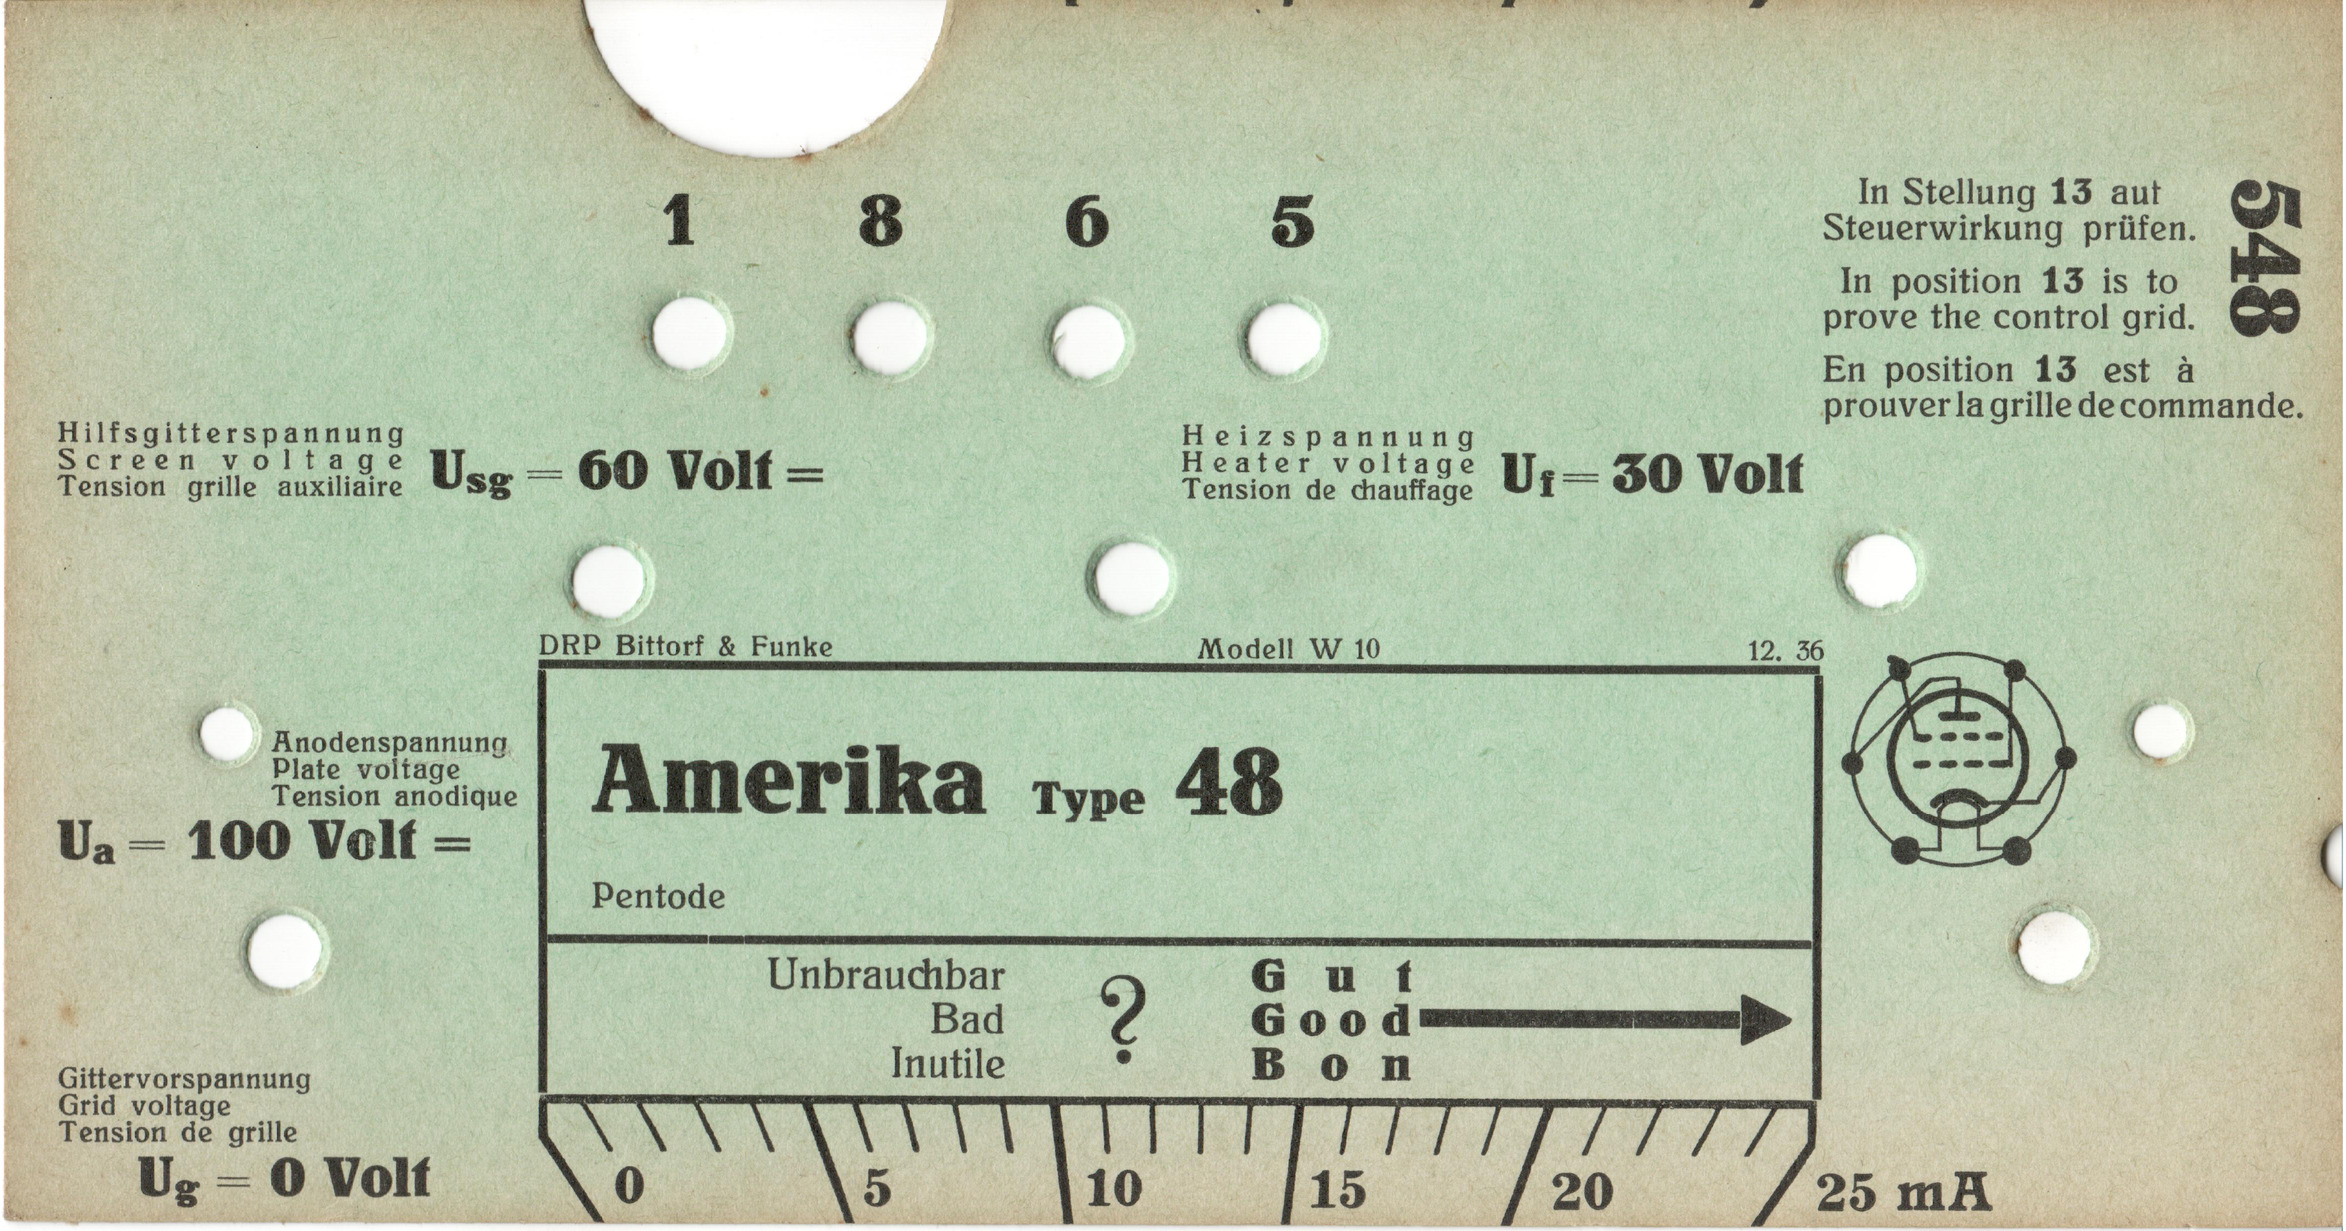 1 8 6 5
In Stellung 13 aut
Steuerwirkung prüfen.
In position 13 is to
prove the control grid.
En position 13 est à
prouver la grille de commande.
548
Hilfsgitterspannung
Screen voltage
Tension grille auxiliaire
Usg = 60 Volt =
Heizspannung
Heater voltage
Tension de chauffage
Uf = 30 Volt
DRP Bittorf & Funke Modell W 10 12. 36
Anodenspannung
Plate voltage
Tension anodique
Ua = 100 Volt =
Amerika Type 48
Pentode
Unbrauchbar
Bad
Inutile
?
Gut
Good
Bon
Gittervorspannung
Grid voltage
Tension de grille
Ug = 0 Volt
0 5 10 15 20 25 mA